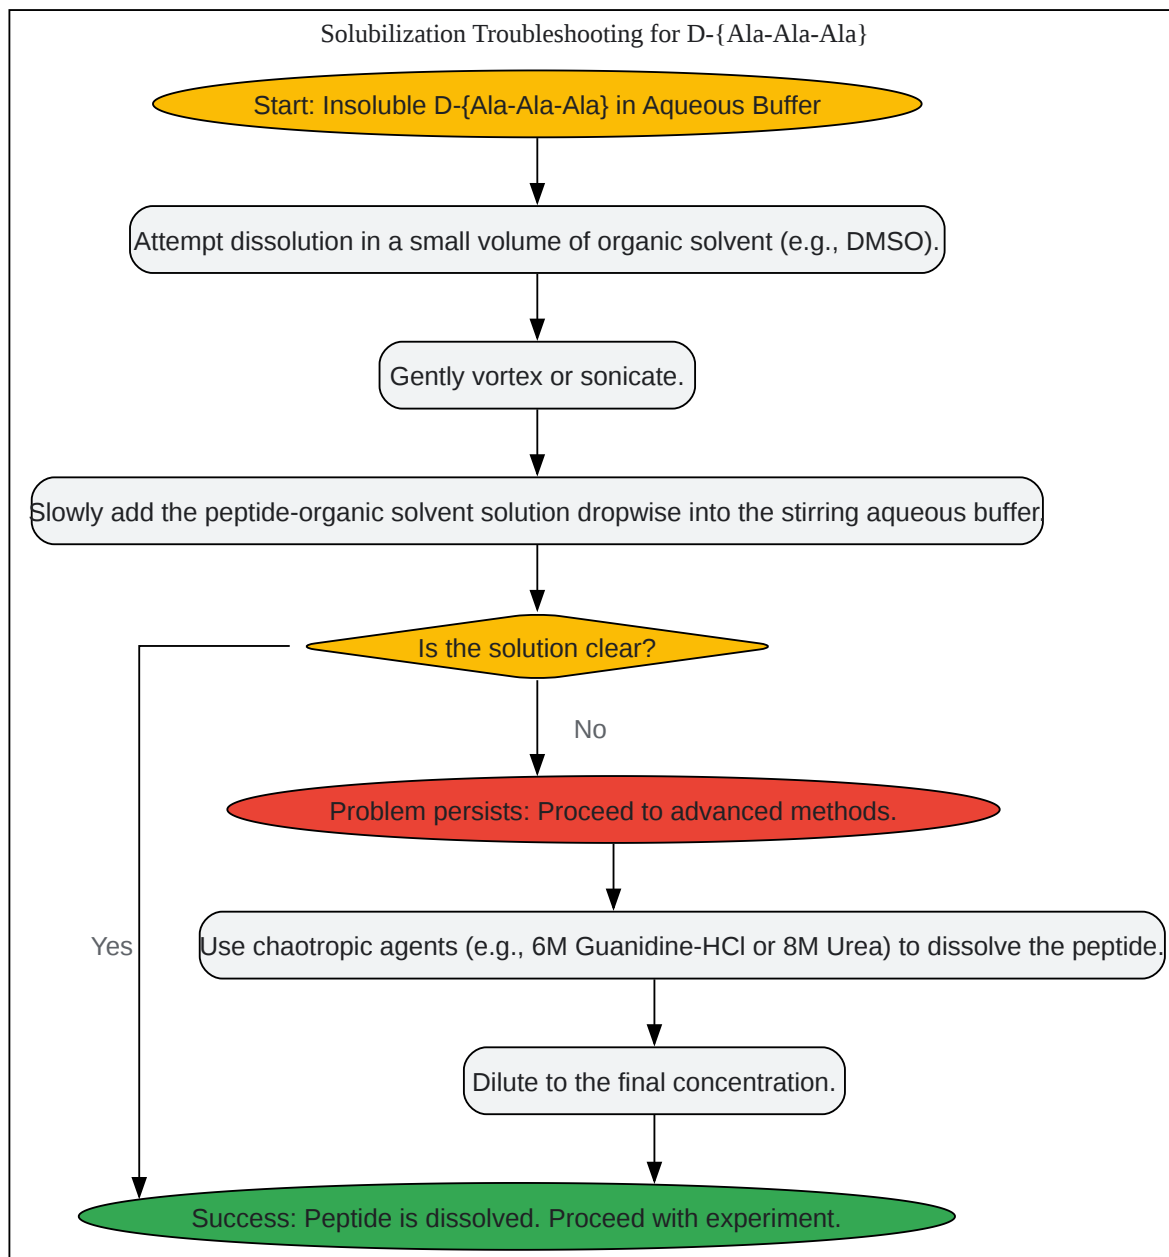 Solubilization Troubleshooting for D-{Ala-Ala-Ala}
Start: Insoluble D-{Ala-Ala-Ala} in Aqueous Buffer
Attempt dissolution in a small volume of organic solvent (e.g., DMSO).
Gently vortex or sonicate.
Slowly add the peptide-organic solvent solution dropwise into the stirring aqueous buffer.
Is the solution clear?
No
Problem persists: Proceed to advanced methods.
Yes
Use chaotropic agents (e.g., 6M Guanidine-HCl or 8M Urea) to dissolve the peptide.
Dilute to the final concentration.
Success: Peptide is dissolved. Proceed with experiment.